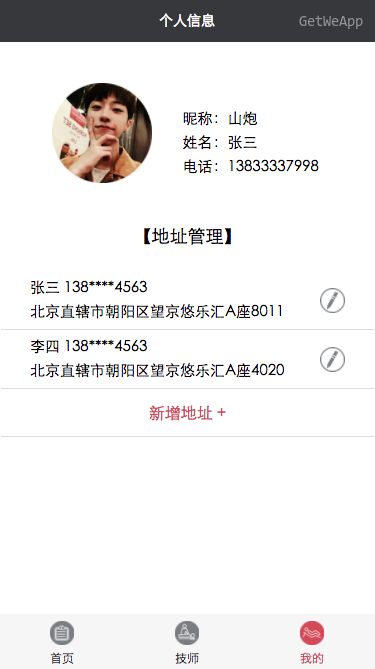 个人信息
GetWeApp
昵称：山炮
姓名：张三
电话：13833337998
【地址管理】
张三 138****4563
北京直辖市朝阳区望京悠乐汇A座8011
李四 138****4563
北京直辖市朝阳区望京悠乐汇A座4020
新增地址 +
首页
技师
我的